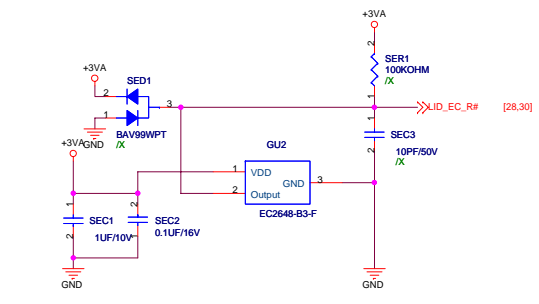 +3VA
2
SER1
100KOHM
/X
1
+3VA
SED1
2
3
1
GND
BAV99WPT
/X
LID_EC_R#
[28,30]
1
SEC3
10PF/50V
2
/X
+3VA
GU2
1
VDD
GND
3
2
Output
EC2648-B3-F
1
SEC1
2
1UF/10V
2
SEC2
0.1UF/16V
1
GND
GND